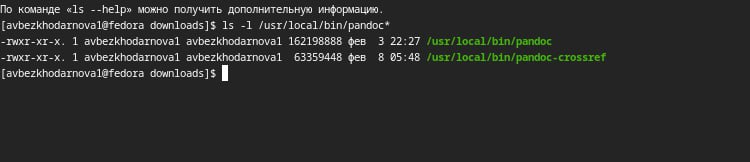 По команде «ls --help» можно получить дополнительную информацию.
[avbezkhodarnova1@fedora downloads]$ ls -l /usr/local/bin/pandoc*
-rwxr-xr-x. 1 avbezkhodarnova1 avbezkhodarnova1 162198888 фев  3 22:27 /usr/local/bin/pandoc
-rwxr-xr-x. 1 avbezkhodarnova1 avbezkhodarnova1  63359448 фев  8 05:48 /usr/local/bin/pandoc-crossref
[avbezkhodarnova1@fedora downloads]$